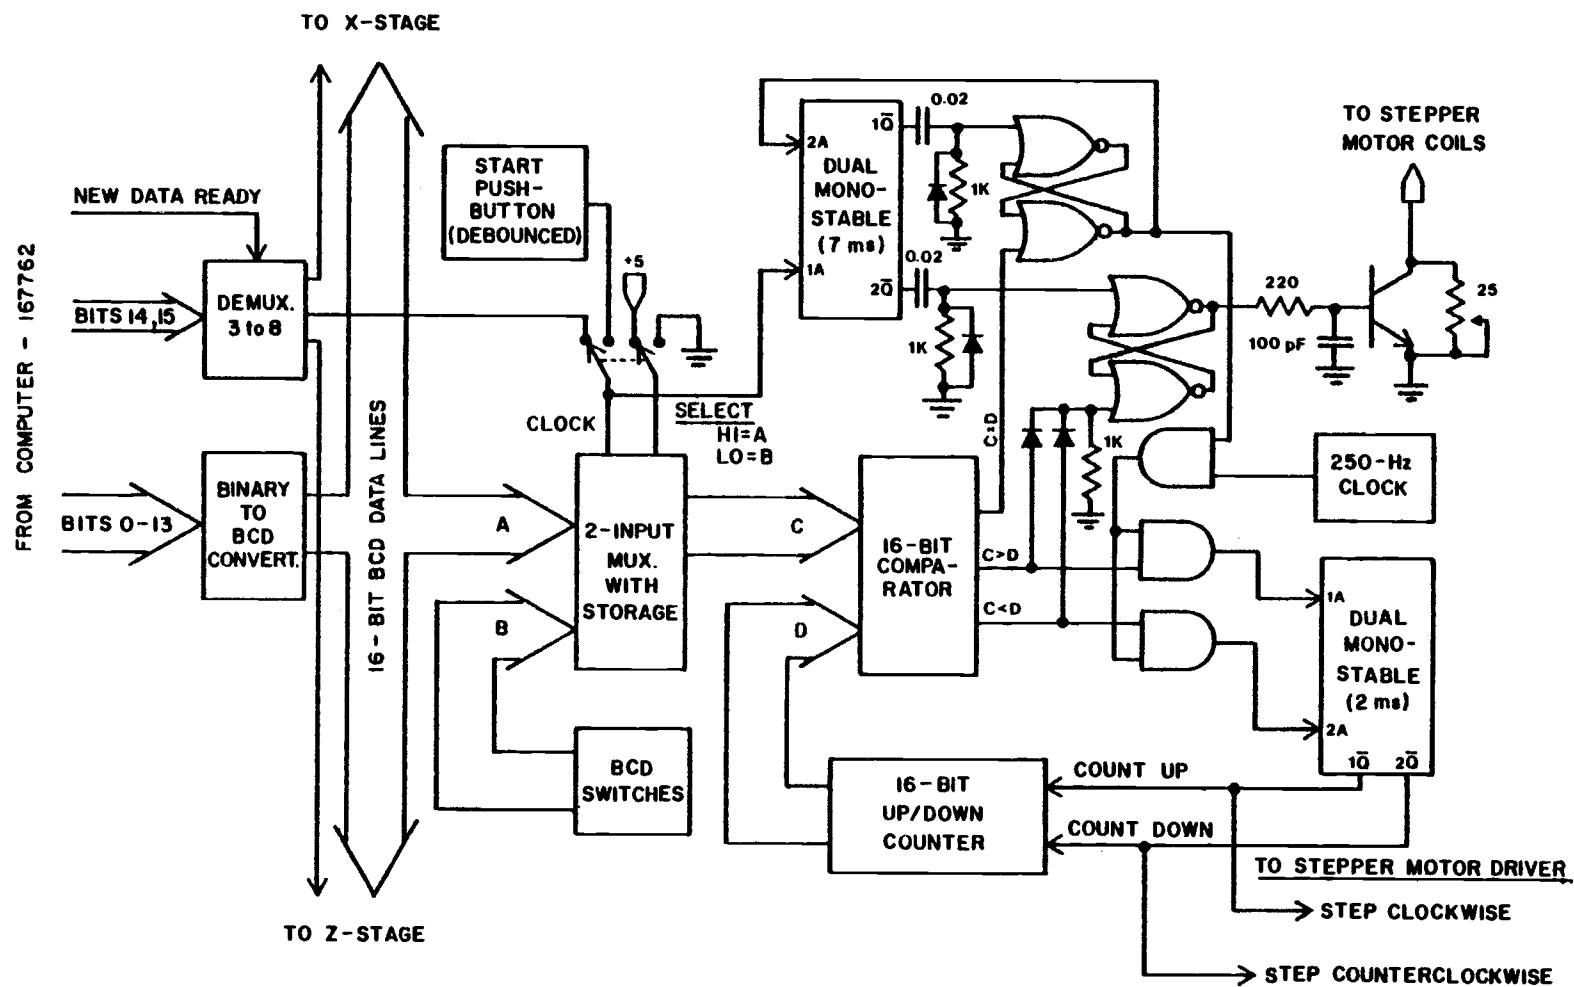 TO X-STAGE
FROM COMPUTER - 167762
NEW DATA READY
BITS 14,15
DEMUX.
3 to 8
BITS 0-13
BINARY
TO
BCD
CONVERT.
16-BIT BCD DATA LINES
TO Z-STAGE
START
PUSH-
BUTTON
(DEBOUNCED)
+5
CLOCK
SELECT
HI=A
LO=B
A
B
2-INPUT
MUX.
WITH
STORAGE
BCD
SWITCHES
C
D
16-BIT
COMPA-
RATOR
C=D
C>D
C<D
16-BIT
UP/DOWN
COUNTER
COUNT UP
COUNT DOWN
2A
1Q̅
DUAL
MONO-
STABLE
(7 ms)
1A
2Q̅
0.02
1K
0.02
1K
1K
220
100 pF
25
TO STEPPER
MOTOR COILS
250-Hz
CLOCK
1A
DUAL
MONO-
STABLE
(2 ms)
2A
1Q̅ 2Q̅
TO STEPPER MOTOR DRIVER
STEP CLOCKWISE
STEP COUNTERCLOCKWISE